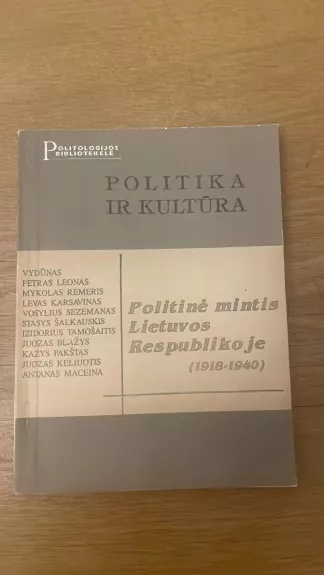 POLITOLOGIJOS
BIBLIOTEKĖLĖ
POLITIKA
IR KULTŪRA
VYDŪNAS
PETRAS LEONAS
MYKOLAS RĖMERIS
LEVAS KARSAVINAS
VOSYLIUS SEZEMANAS
STASYS ŠALKAUSKIS
IZIDORIUS TAMOŠAITIS
JUOZAS BLAŽYS
KAZYS PAKŠTAS
JUOZAS KELIUOTIS
ANTANAS MACEINA
Politinė mintis
Lietuvos
Respublikoje
(1918-1940)